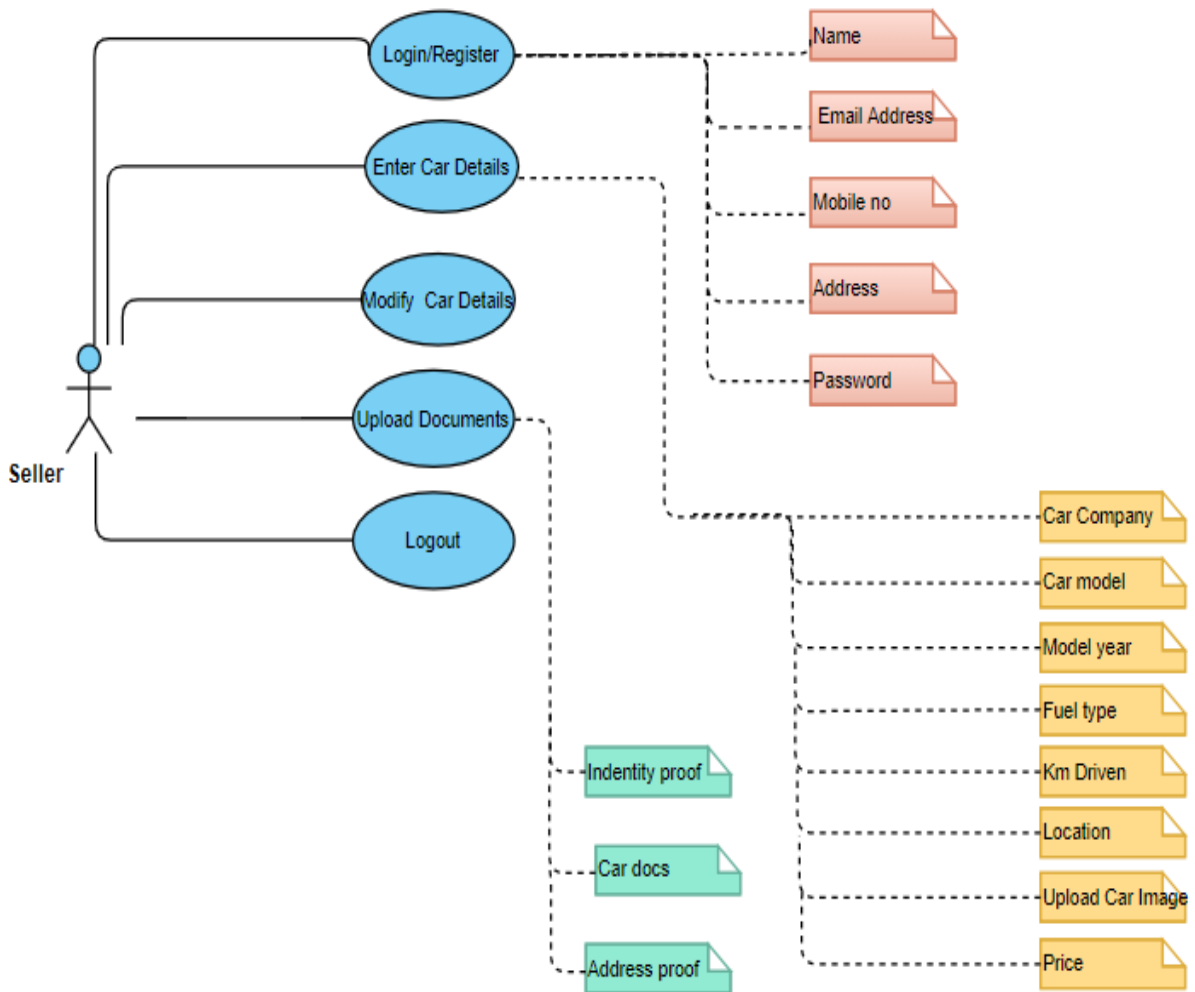 Login/Register
Name
Email Address
Enter Car Details
Mobile no
Modify Car Details
Address
Password
Upload Documents
Seller
Logout
Car Company
Car model
Model year
Fuel type
Indentity proof
Km Driven
Location
Car docs
Upload Car Image
Address proof
Price